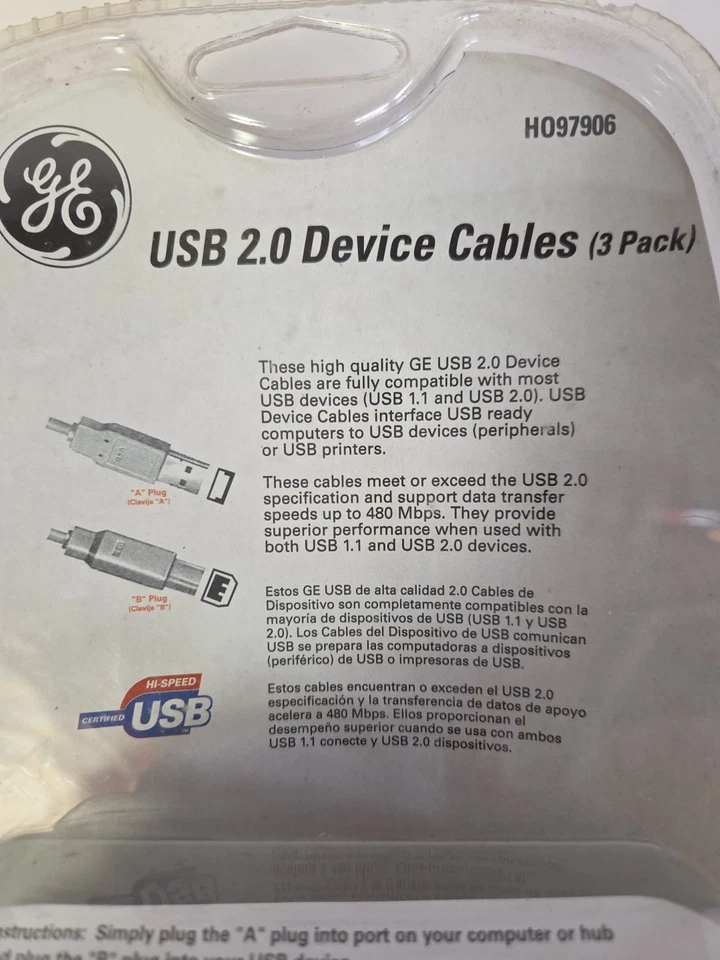 HO97906
GE
USB 2.0 Device Cables (3 Pack)
These high quality GE USB 2.0 Device
Cables are fully compatible with most
USB devices (USB 1.1 and USB 2.0). USB
Device Cables interface USB ready
computers to USB devices (peripherals)
or USB printers.
"A" Plug
(Clavija "A")
These cables meet or exceed the USB 2.0
specification and support data transfer
speeds up to 480 Mbps. They provide
superior performance when used with
both USB 1.1 and USB 2.0 devices.
"B" Plug
(Clavija "B")
Estos GE USB de alta calidad 2.0 Cables de
Dispositivo son completamente compatibles con la
mayoría de dispositivos de USB (USB 1.1 y USB
2.0). Los Cables del Dispositivo de USB comunican
USB se prepara las computadoras a dispositivos
(periférico) de USB o impresoras de USB.
HI-SPEED
CERTIFIED USB
Estos cables encuentran o exceden el USB 2.0
especificación y la transferencia de datos de apoyo
acelera a 480 Mbps. Ellos proporcionan el
desempeño superior cuando se usa con ambos
USB 1.1 conecte y USB 2.0 dispositivos.
structions: Simply plug the "A" plug into port on your computer or hub
plug the "B" plug into your USB device